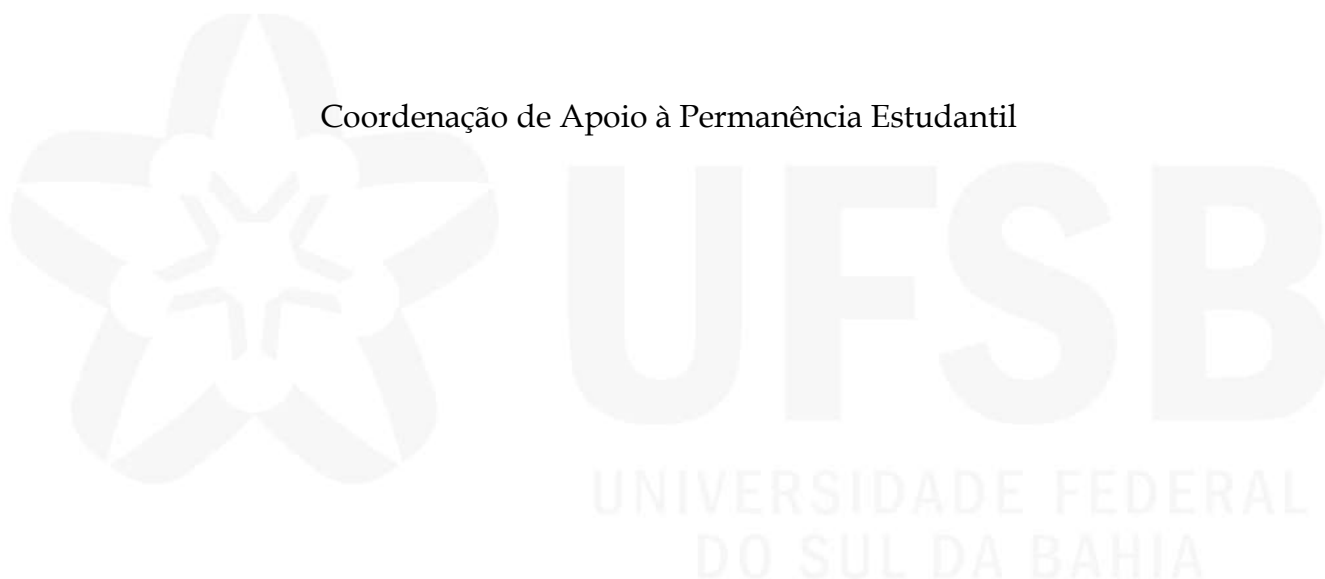 Coordenação de Apoio à Permanência Estudantil
UFSB
UNIVERSIDADE FEDERAL
DO SUL DA BAHIA